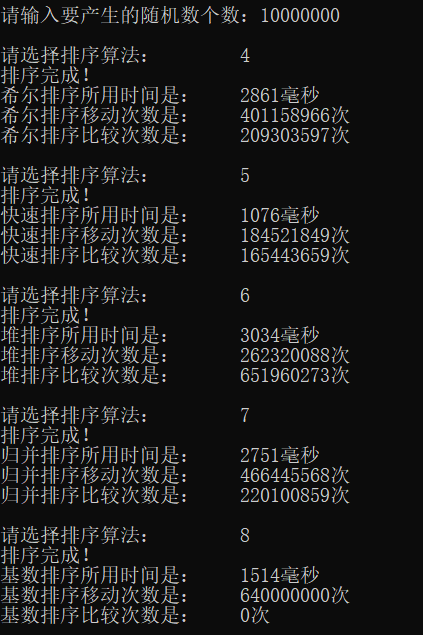 请输入要产生的随机数个数：10000000
请选择排序算法： 4
排序完成！
希尔排序所用时间是： 2861毫秒
希尔排序移动次数是： 401158966次
希尔排序比较次数是： 209303597次
请选择排序算法： 5
排序完成！
快速排序所用时间是： 1076毫秒
快速排序移动次数是： 184521849次
快速排序比较次数是： 165443659次
请选择排序算法： 6
排序完成！
堆排序所用时间是： 3034毫秒
堆排序移动次数是： 262320088次
堆排序比较次数是： 651960273次
请选择排序算法： 7
排序完成！
归并排序所用时间是： 2751毫秒
归并排序移动次数是： 466445568次
归并排序比较次数是： 220100859次
请选择排序算法： 8
排序完成！
基数排序所用时间是： 1514毫秒
基数排序移动次数是： 640000000次
基数排序比较次数是： 0次